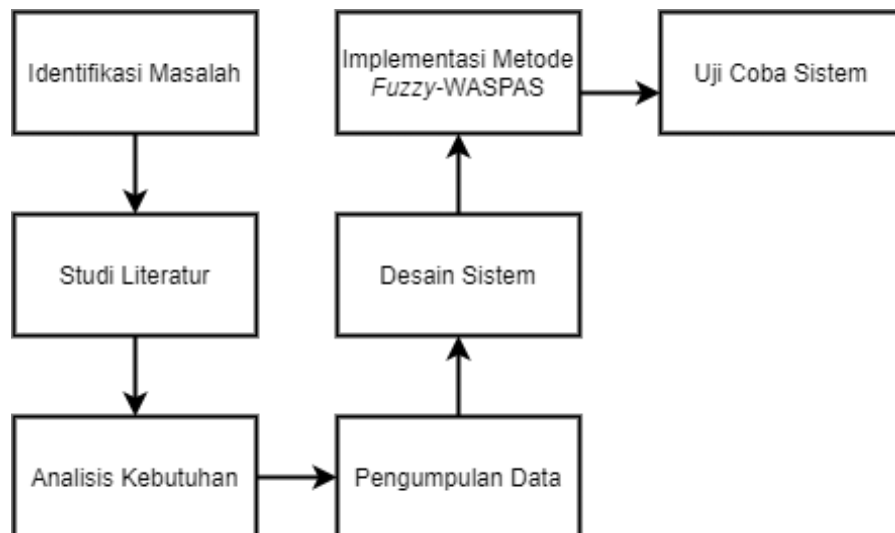 Identifikasi Masalah
Studi Literatur
Analisis Kebutuhan
Pengumpulan Data
Desain Sistem
Implementasi Metode
Fuzzy-WASPAS
Uji Coba Sistem